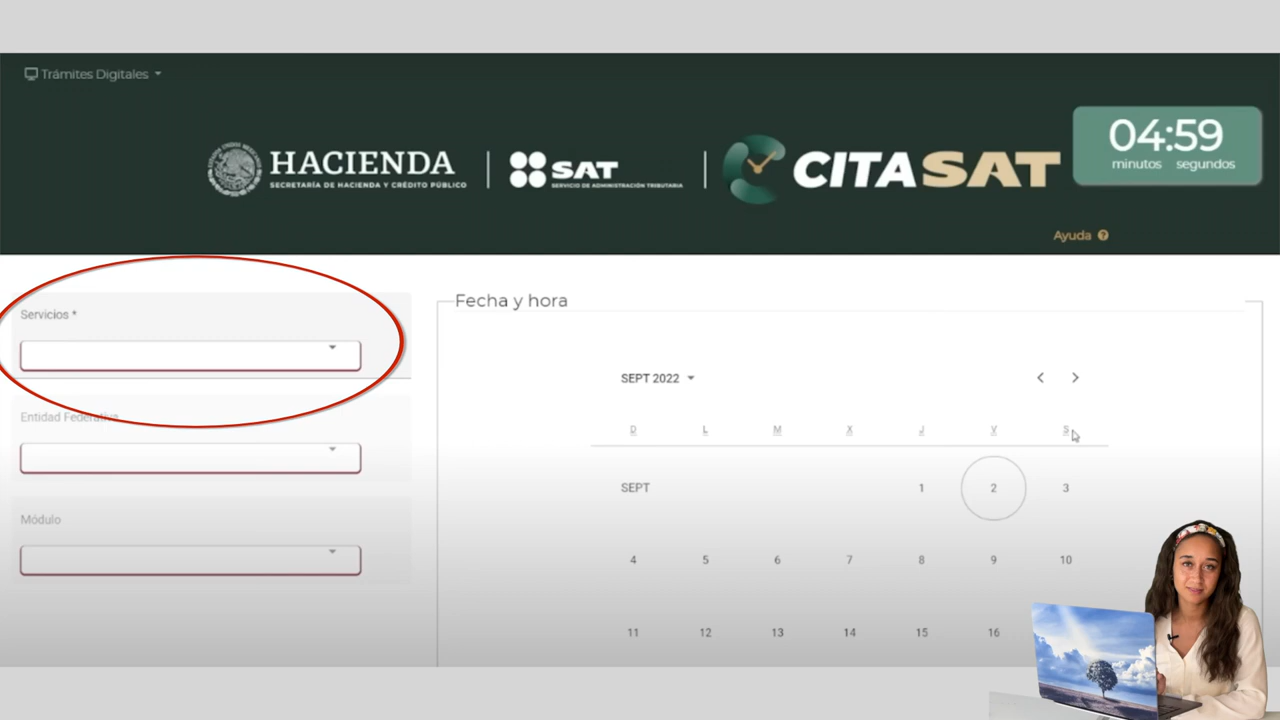 Trámites Digitales
HACIENDA
SECRETARÍA DE HACIENDA Y CRÉDITO PÚBLICO
SAT
SERVICIO DE ADMINISTRACIÓN TRIBUTARIA
CITASAT
04:59
minutos segundos
Ayuda
Servicios *
Entidad Federativa
Módulo
Fecha y hora
SEPT 2022
D L M X J V S
SEPT 1 2 3
4 5 6 7 8 9 10
11 12 13 14 15 16